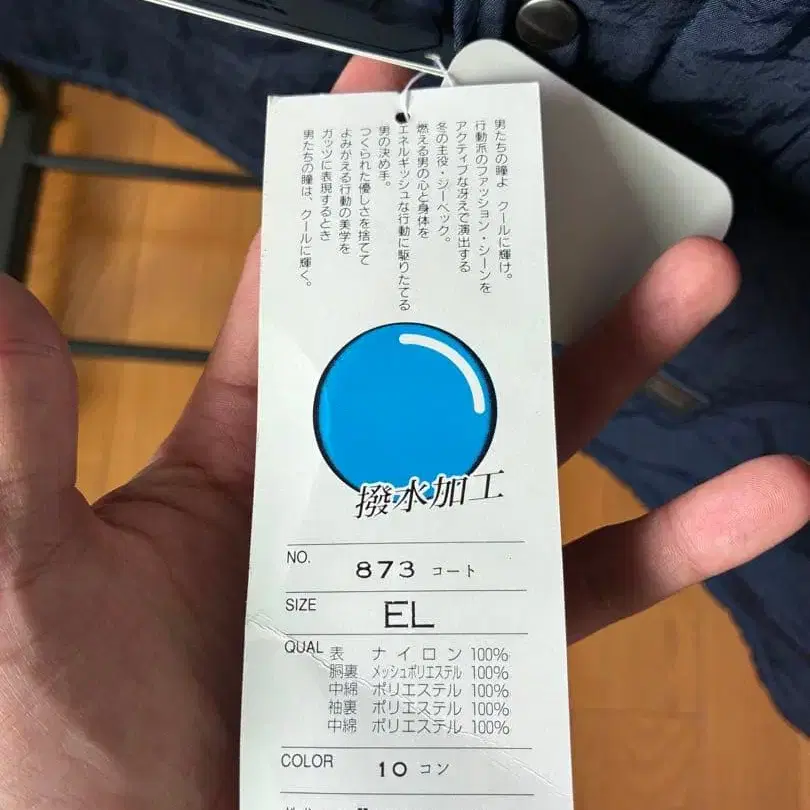 男たちの瞳よ クールに輝け。
行動派のファッション・シーンを
アクティブな冴えで演出する
冬の主役・ジーベック。
燃える男の心と身体を
エネルギッシュな行動に駆りたてる
男の決め手。
つくられた優しさを捨てて
よみがえる行動の美学を
ガッツに表現するとき
男たちの瞳は、クールに輝く。
撥水加工
NO. 873 コート
SIZE EL
QUAL 表 ナイロン 100%
胴裏 メッシュポリエステル 100%
中綿 ポリエステル 100%
袖裏 ポリエステル 100%
中綿 ポリエステル 100%
COLOR 10 コン